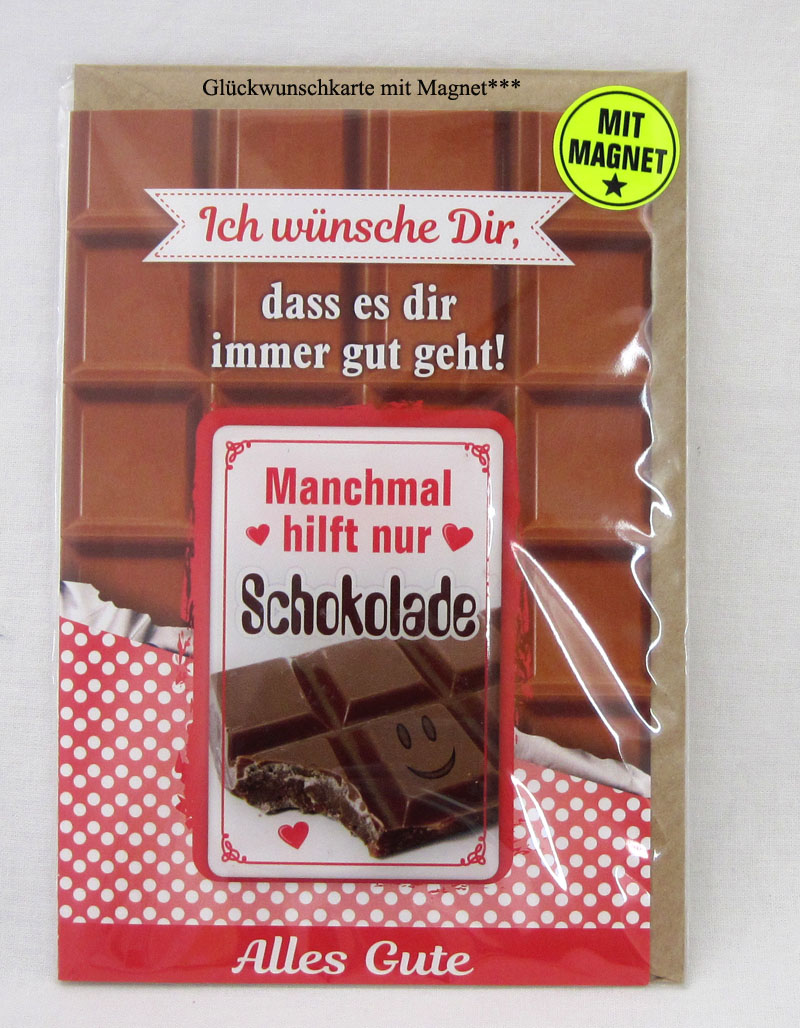 Glückwunschkarte mit Magnet***
MIT
MAGNET
Ich wünsche Dir,
dass es dir
immer gut geht!
Manchmal
hilft nur
Schokolade
Alles Gute